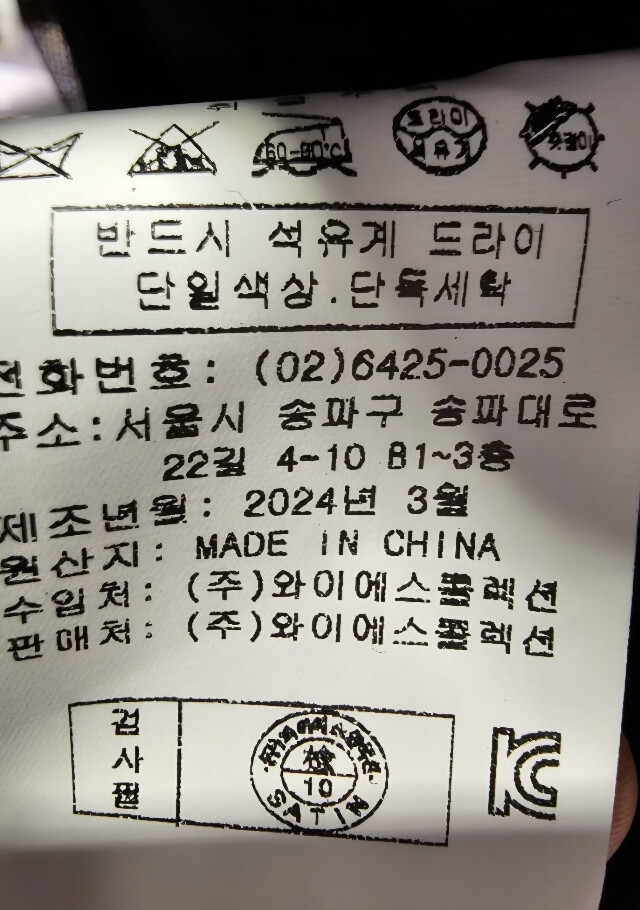 60-80°C
드라이
석유계
반드시 석유계 드라이
단일색상.단독세탁
전화번호: (02)6425-0025
주소:서울시 송파구 송파대로
22길 4-10 B1~3층
제조년월: 2024년 3월
원산지: MADE IN CHINA
수입처: (주)와이에스콜렉션
판매처: (주)와이에스콜렉션
검사필
檢
10
SATIN